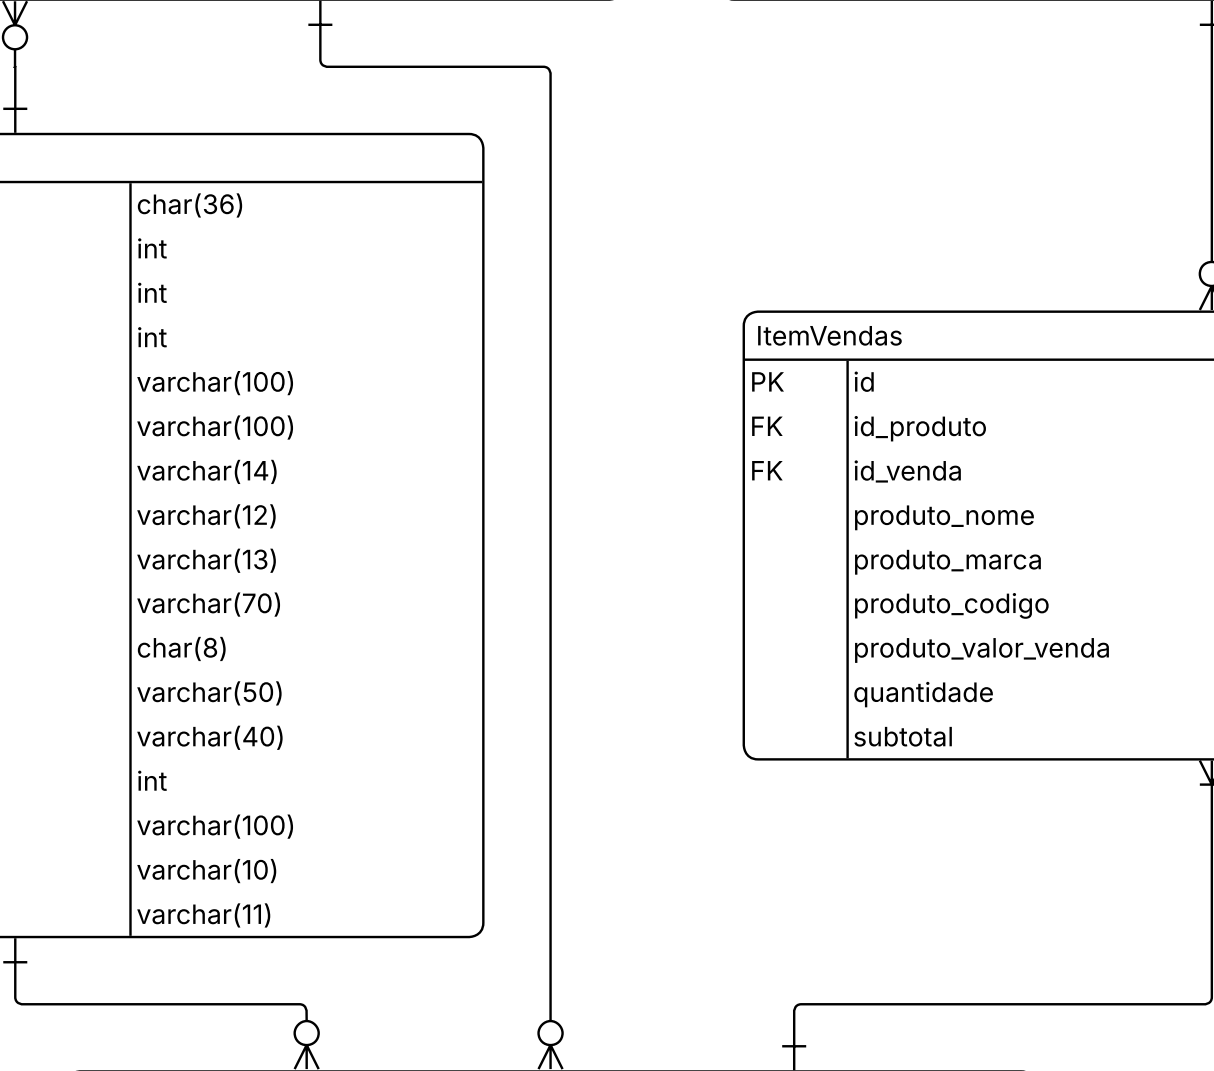 char(36)
int
int
int
varchar(100)
varchar(100)
varchar(14)
varchar(12)
varchar(13)
varchar(70)
char(8)
varchar(50)
varchar(40)
int
varchar(100)
varchar(10)
varchar(11)
ItemVendas
PK id
FK id_produto
FK id_venda
produto_nome
produto_marca
produto_codigo
produto_valor_venda
quantidade
subtotal